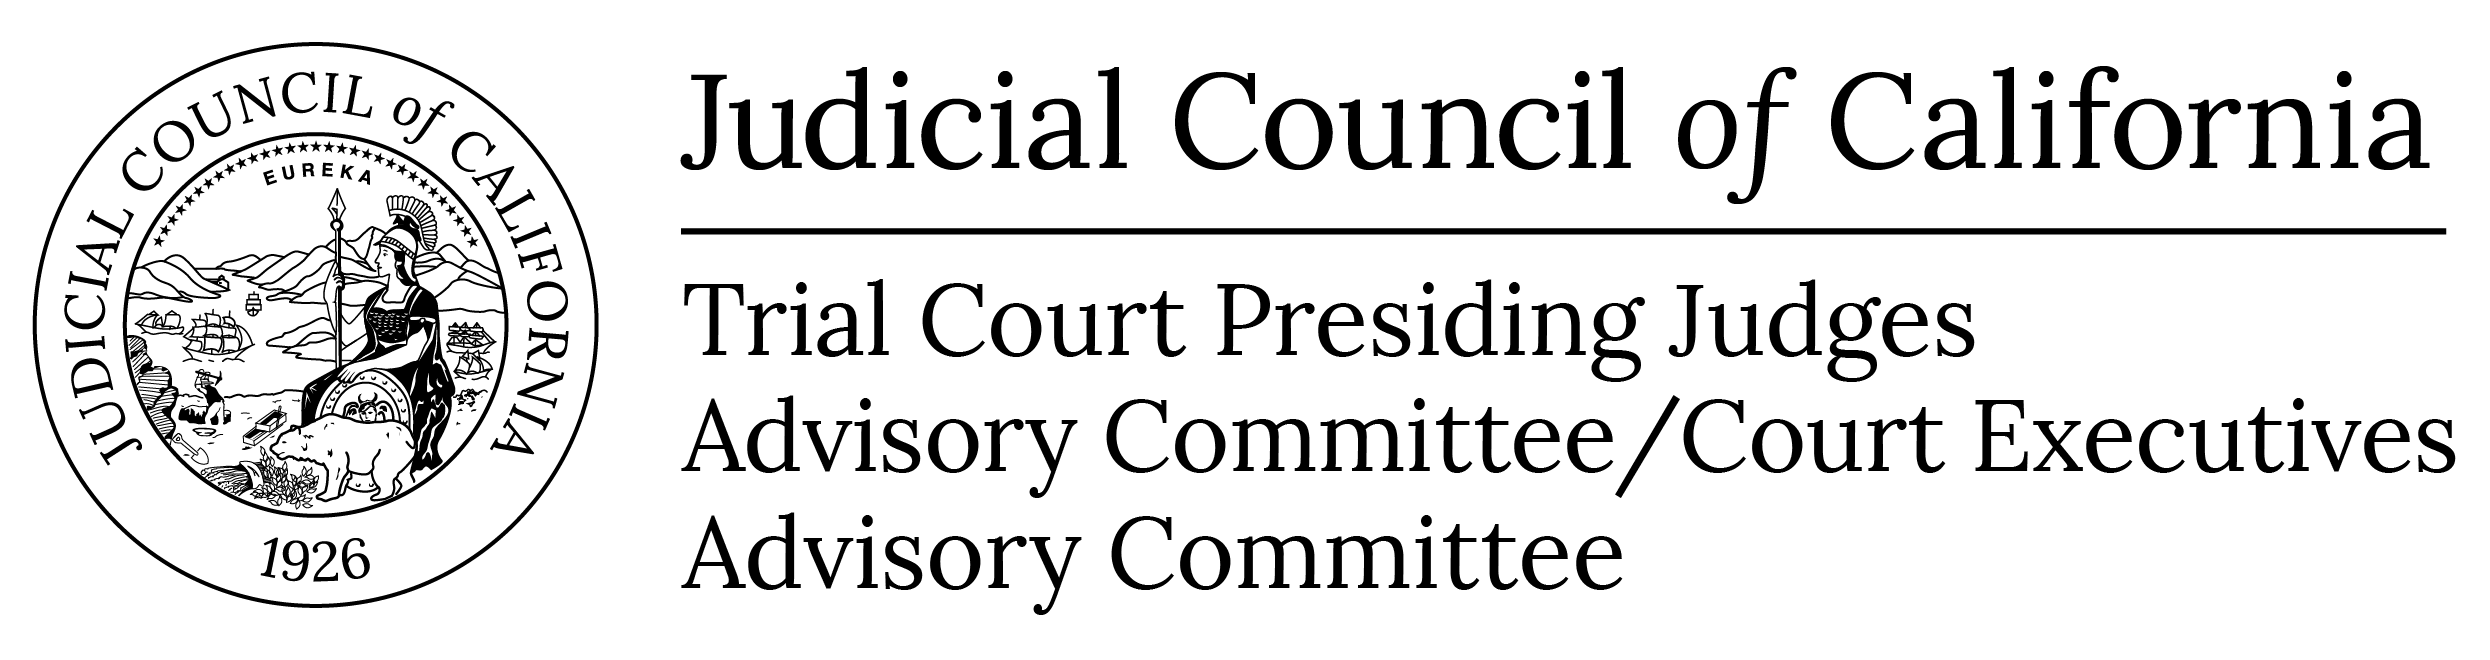 JUDICIAL COUNCIL of CALIFORNIA
EUREKA
1926
Judicial Council of California
Trial Court Presiding Judges
Advisory Committee/Court Executives
Advisory Committee